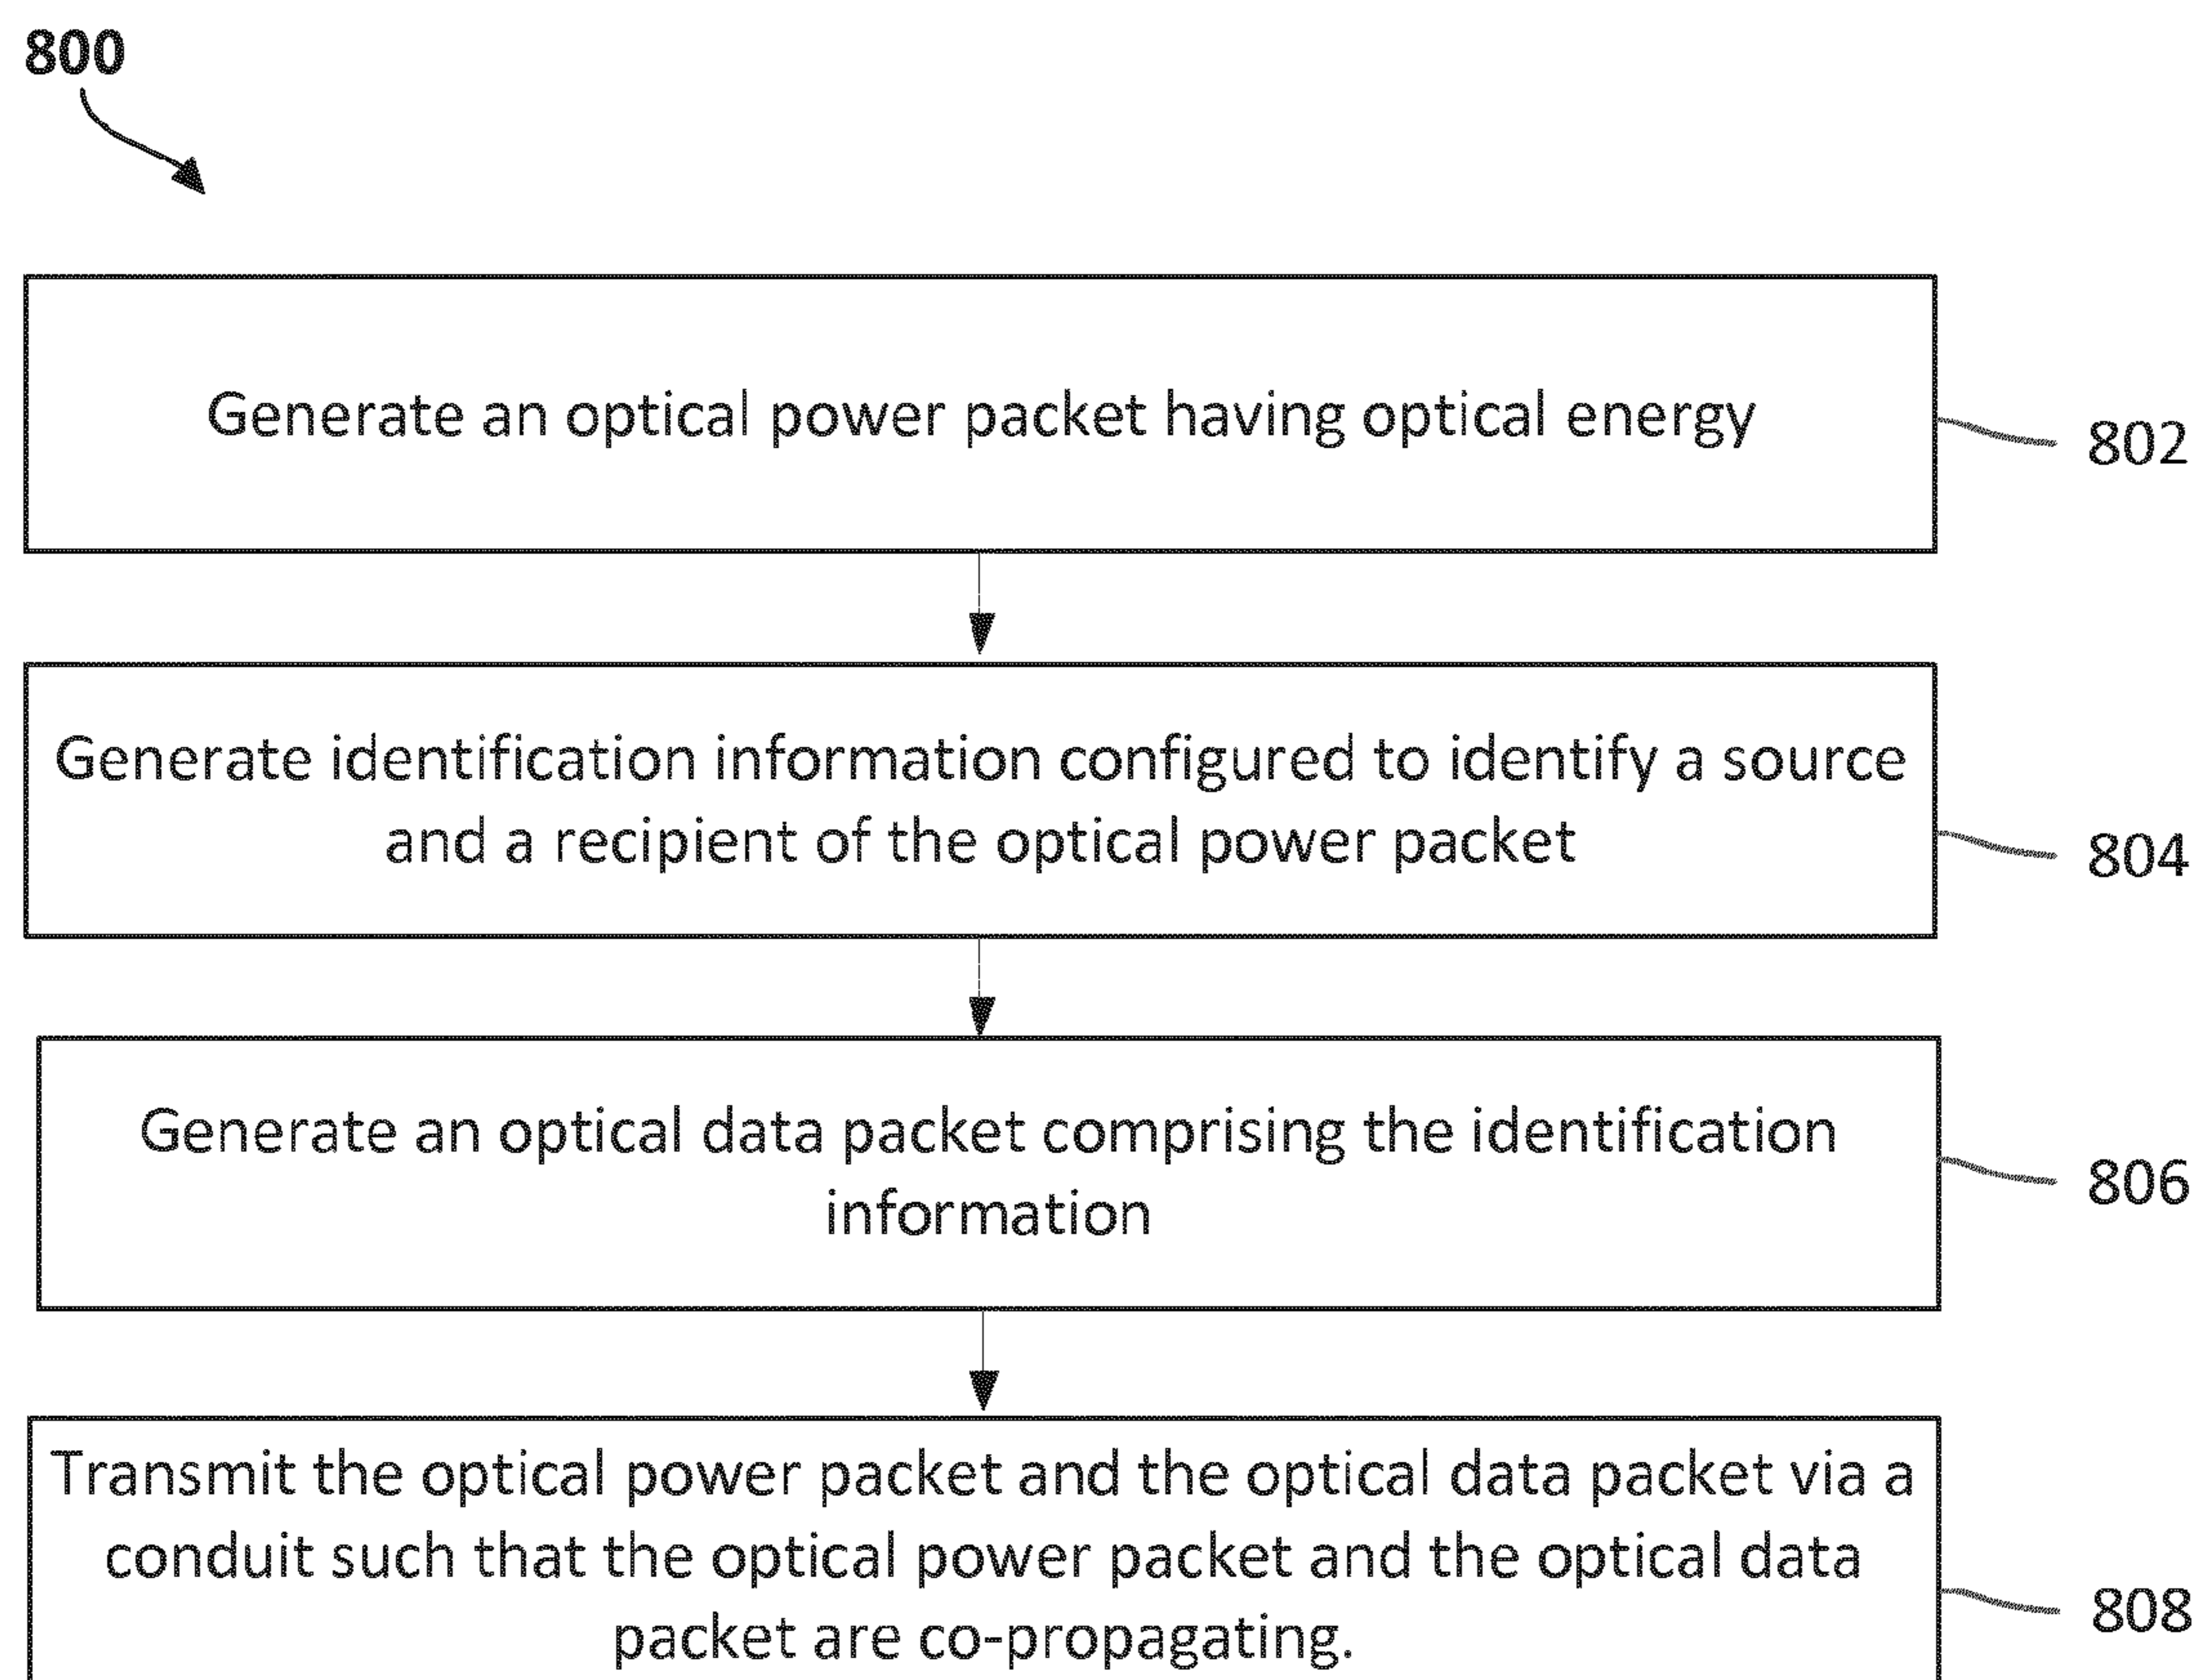 800
Generate an optical power packet having optical energy
802
Generate identification information configured to identify a source
and a recipient of the optical power packet
804
Generate an optical data packet comprising the identification
information
806
Transmit the optical power packet and the optical data packet via a
conduit such that the optical power packet and the optical data
packet are co-propagating.
808